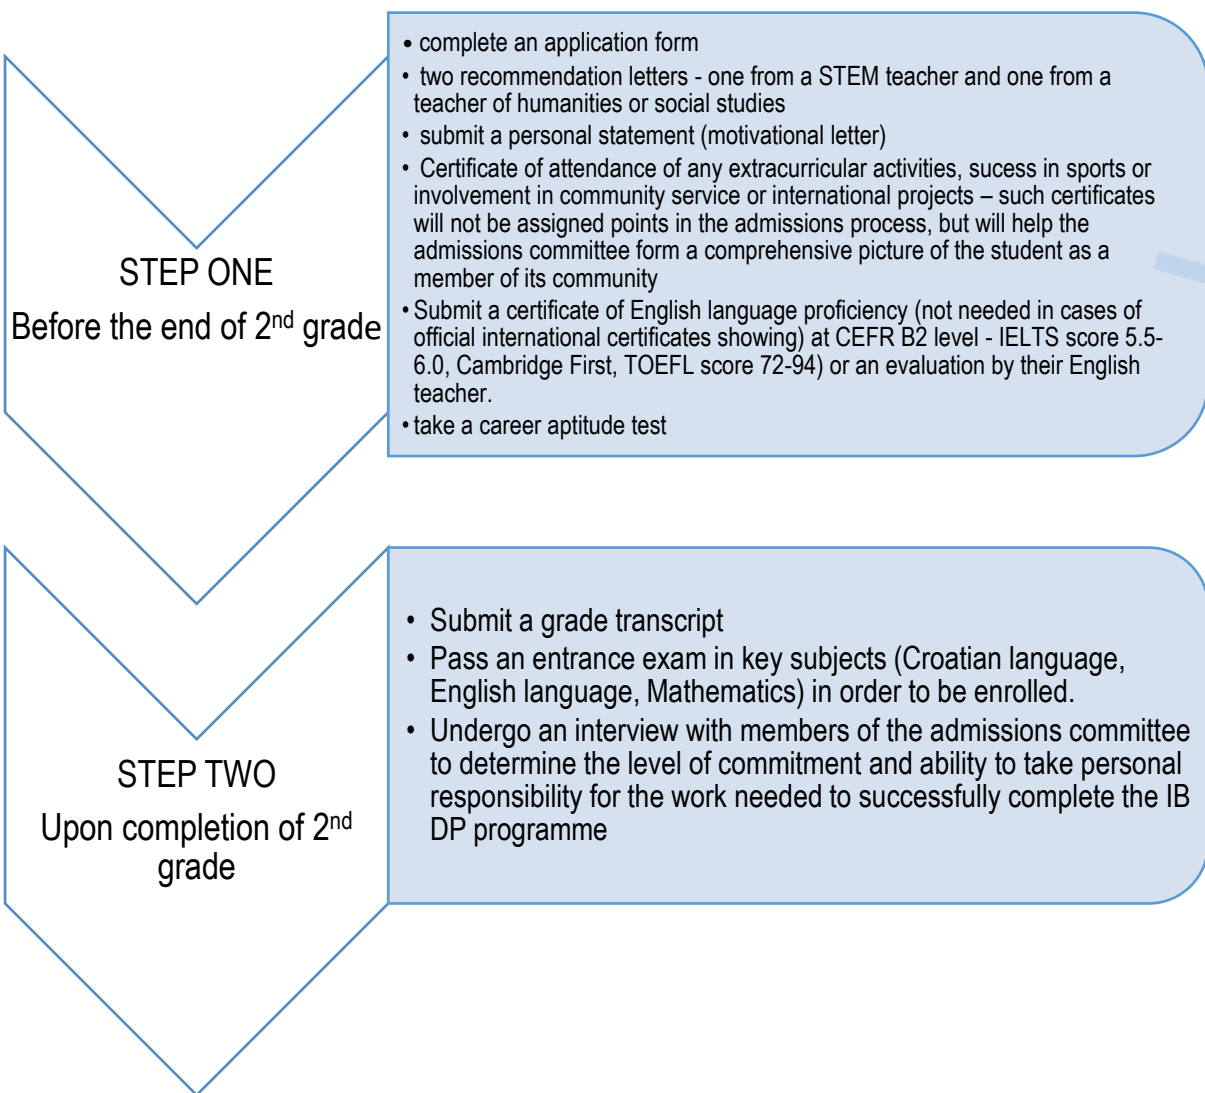 • complete an application form
• two recommendation letters - one from a STEM teacher and one from a
teacher of humanities or social studies
• submit a personal statement (motivational letter)
• Certificate of attendance of any extracurricular activities, sucess in sports or
involvement in community service or international projects – such certificates
will not be assigned points in the admissions process, but will help the
admissions committee form a comprehensive picture of the student as a
member of its community
• Submit a certificate of English language proficiency (not needed in cases of
official international certificates showing) at CEFR B2 level - IELTS score 5.5-
6.0, Cambridge First, TOEFL score 72-94) or an evaluation by their English
teacher.
• take a career aptitude test
STEP ONE
Before the end of 2nd grade
• Submit a grade transcript
• Pass an entrance exam in key subjects (Croatian language,
English language, Mathematics) in order to be enrolled.
• Undergo an interview with members of the admissions committee
to determine the level of commitment and ability to take personal
responsibility for the work needed to successfully complete the IB
DP programme
STEP TWO
Upon completion of 2nd
grade